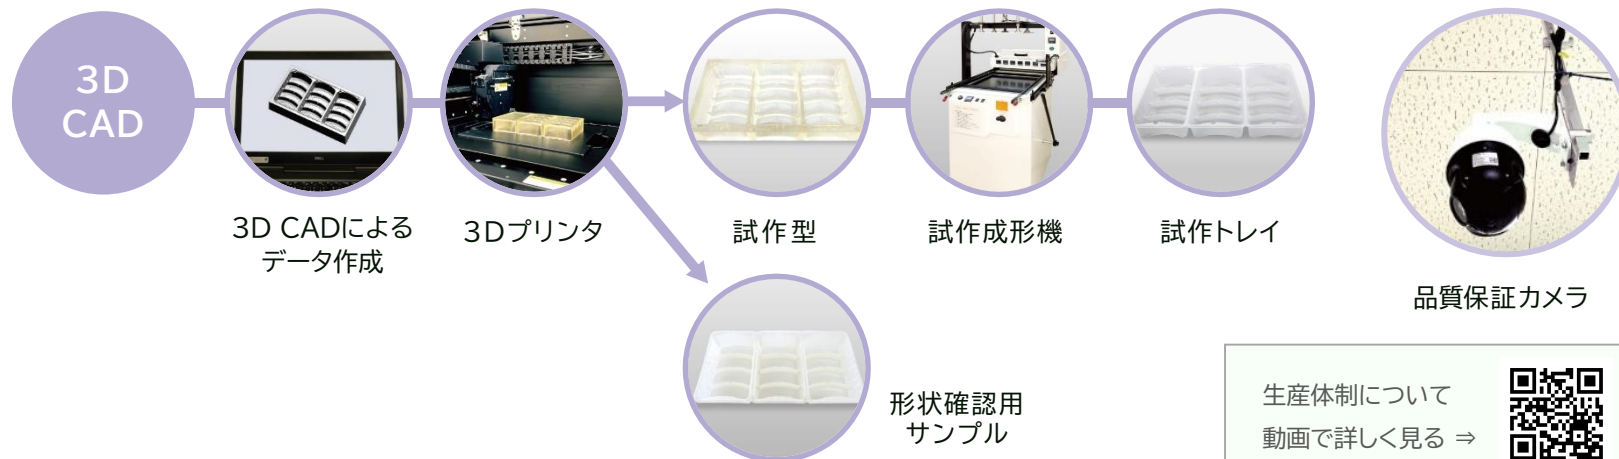 3D
CAD
3D CADによる
データ作成
3Dプリンタ
試作型
試作成形機
試作トレイ
品質保証カメラ
形状確認用
サンプル
生産体制について
動画で詳しく見る ⇒